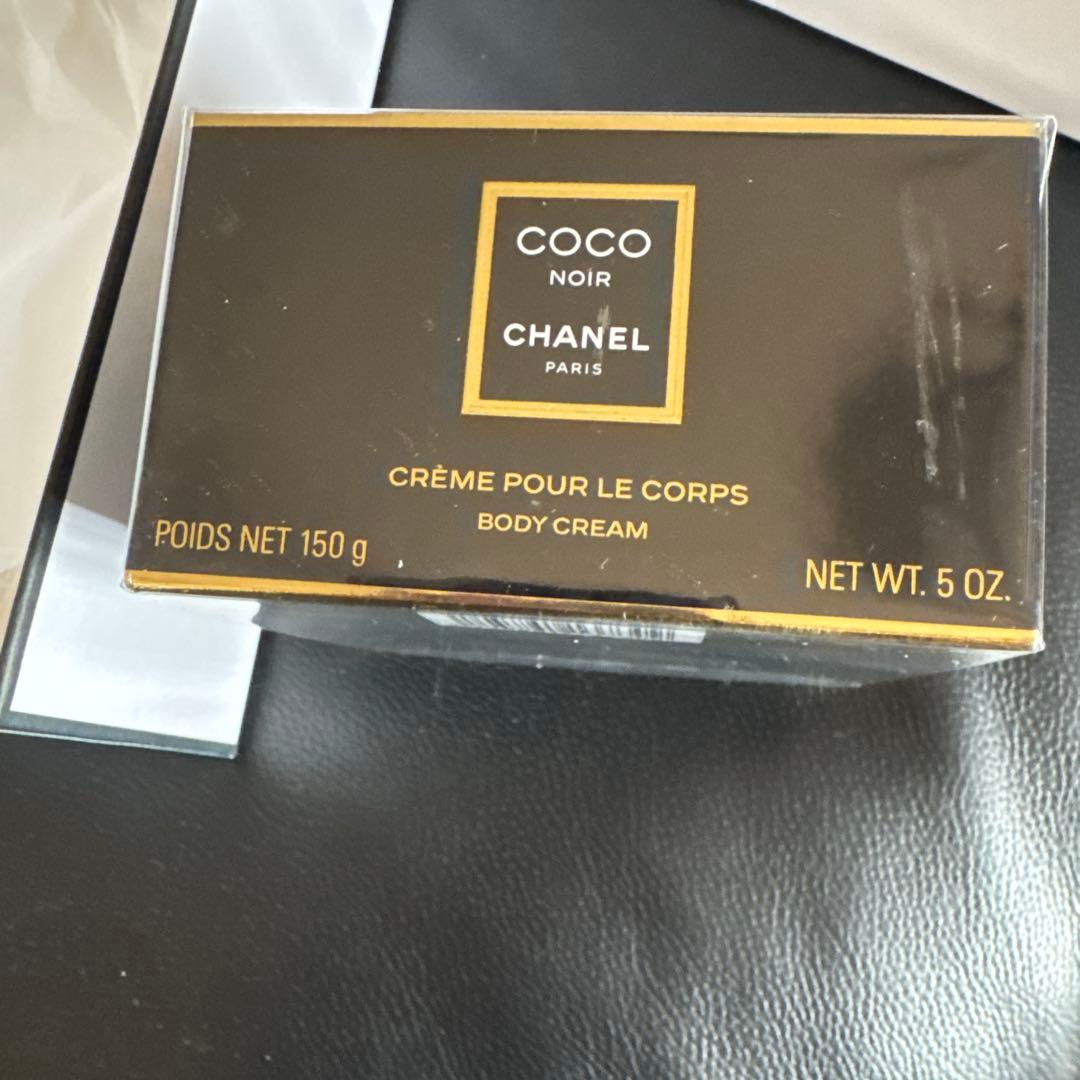 COCO
NOIR
CHANEL
PARIS
CRÈME POUR LE CORPS
BODY CREAM
POIDS NET 150 g
NET WT. 5 OZ.